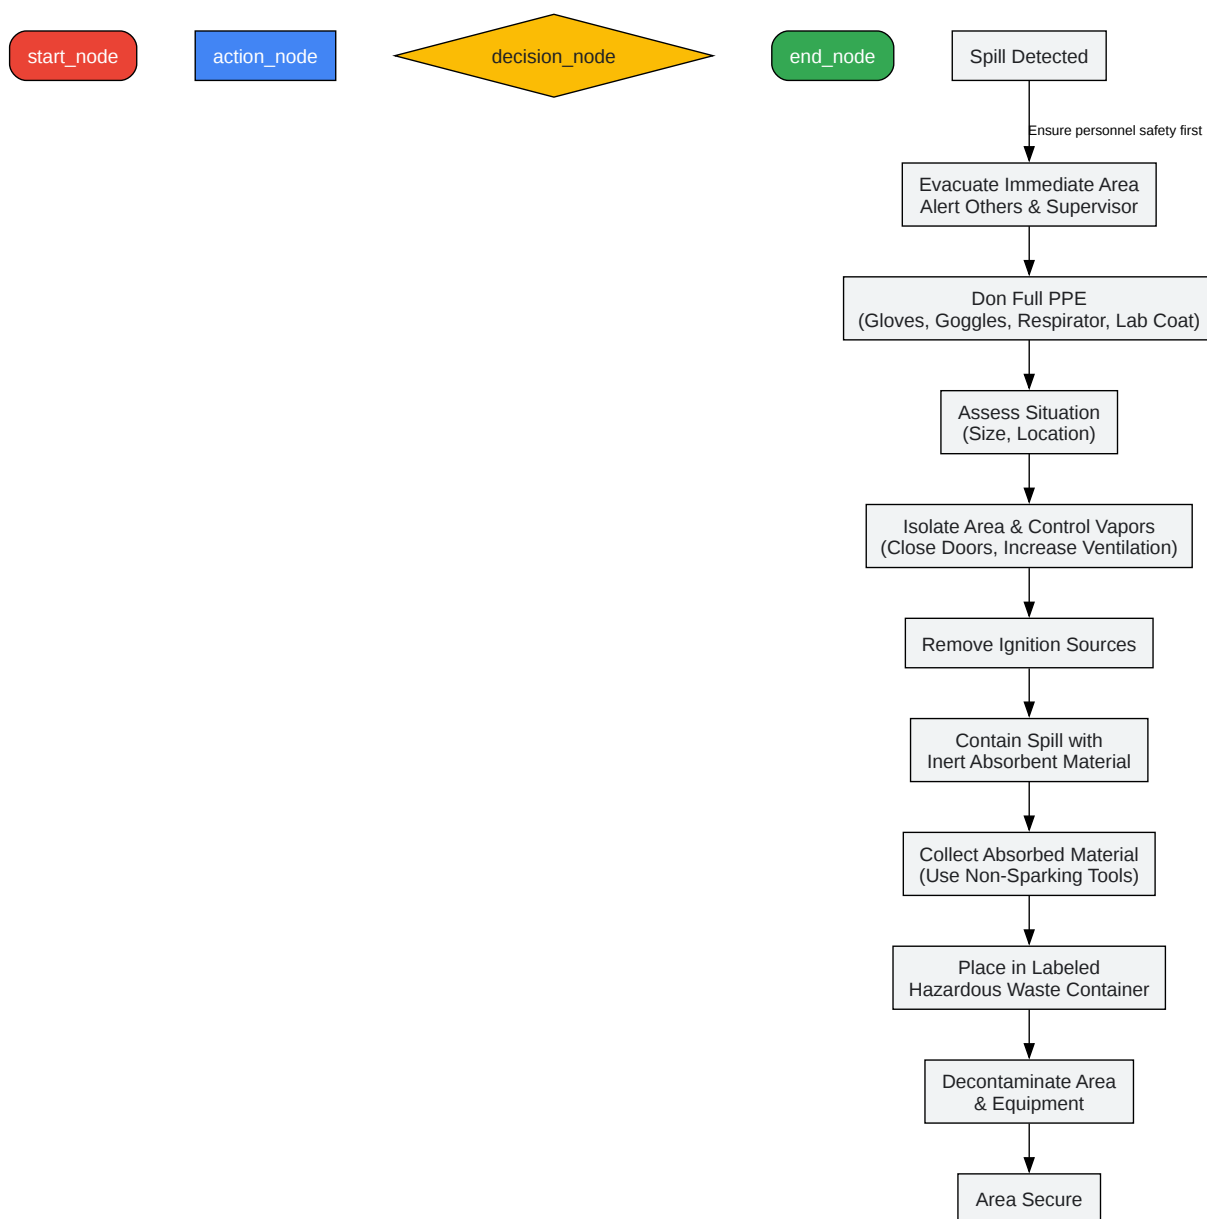 start_node
action_node
decision_node
end_node
Spill Detected
Ensure personnel safety first
Evacuate Immediate Area
Alert Others & Supervisor
Don Full PPE
(Gloves, Goggles, Respirator, Lab Coat)
Assess Situation
(Size, Location)
Isolate Area & Control Vapors
(Close Doors, Increase Ventilation)
Remove Ignition Sources
Contain Spill with
Inert Absorbent Material
Collect Absorbed Material
(Use Non-Sparking Tools)
Place in Labeled
Hazardous Waste Container
Decontaminate Area
& Equipment
Area Secure